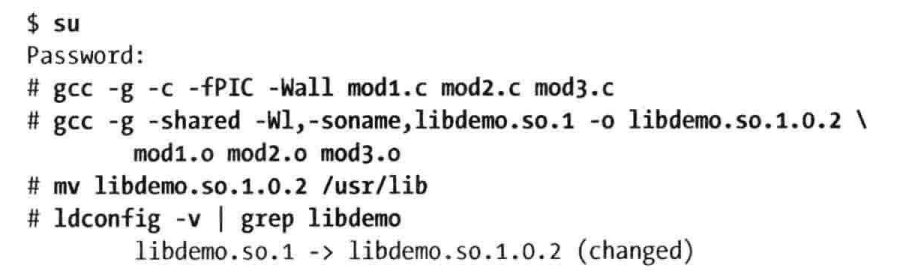 $ su
Password:
# gcc -g -c -fPIC -Wall mod1.c mod2.c mod3.c
# gcc -g -shared -Wl,-soname,libdemo.so.1 -o libdemo.so.1.0.2 \
mod1.o mod2.o mod3.o
# mv libdemo.so.1.0.2 /usr/lib
# ldconfig -v | grep libdemo
libdemo.so.1 -> libdemo.so.1.0.2 (changed)